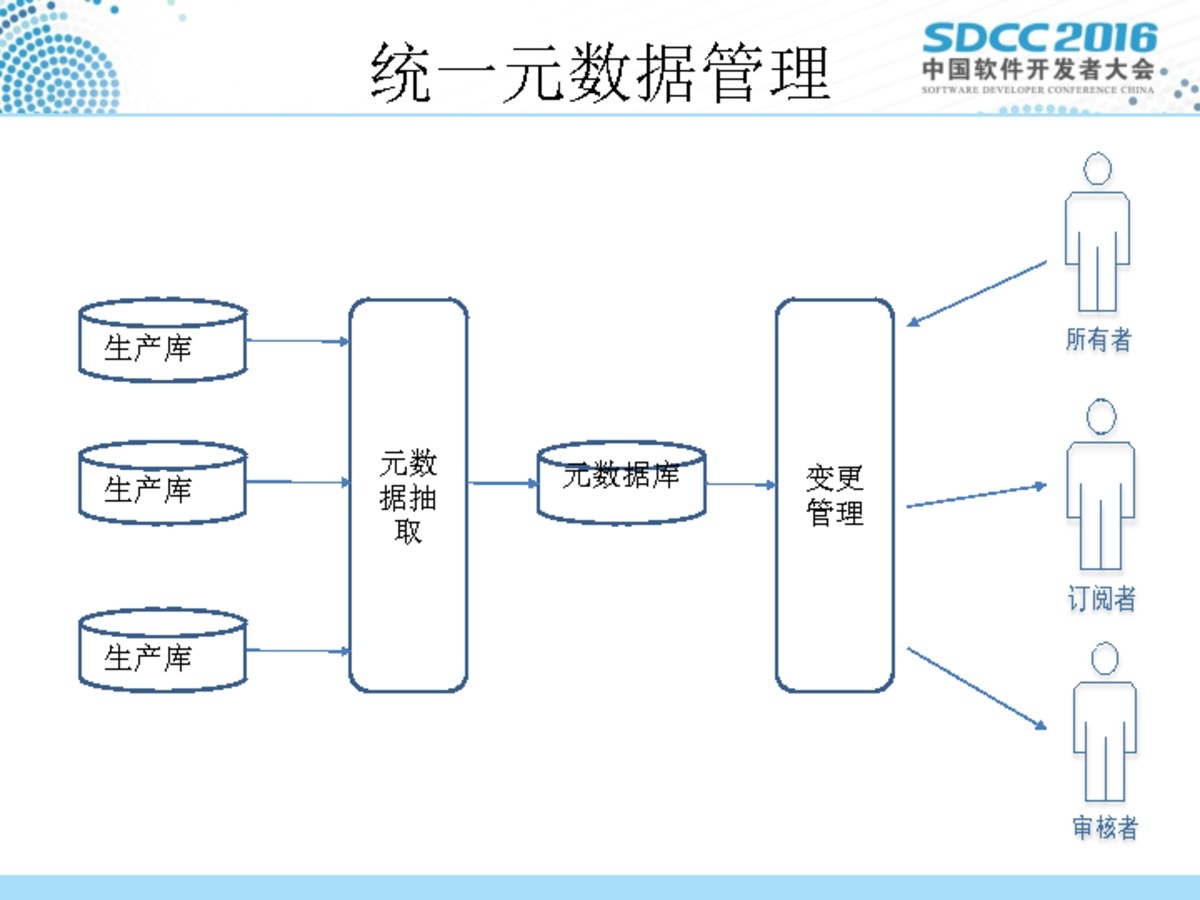 统一元数据管理
SDCC 2016
中国软件开发者大会
SOFTWARE DEVELOPER CONFERENCE CHINA
生产库
生产库
生产库
元数
据抽
取
元数据库
变更
管理
所有者
订阅者
审核者